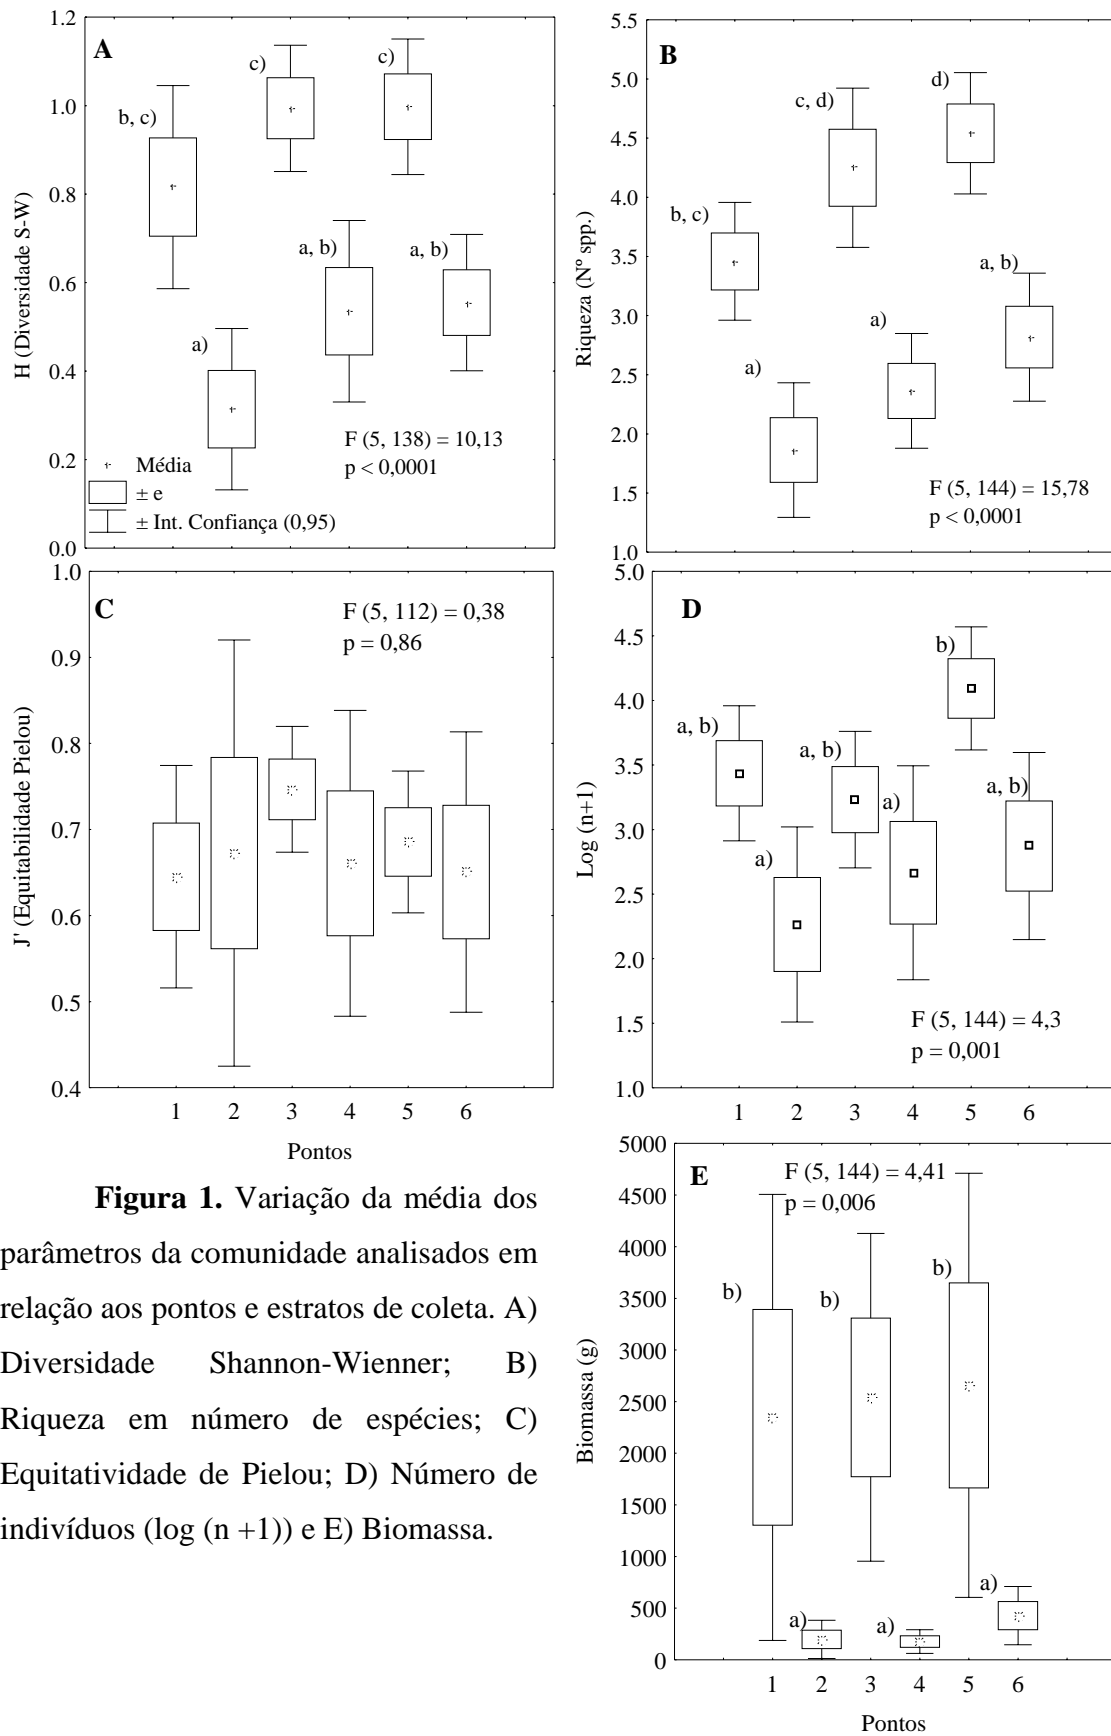 A
H (Diversidade S-W)
1.2
1.0
0.8
0.6
0.4
0.2
0.0
b, c)
a)
c)
a, b)
c)
a, b)
F (5, 138) = 10,13
p < 0,0001
Média
± e
± Int. Confiança (0,95)
B
Riqueza (Nº spp.)
5.5
5.0
4.5
4.0
3.5
3.0
2.5
2.0
1.5
1.0
b, c)
a)
c, d)
a)
d)
a, b)
F (5, 144) = 15,78
p < 0,0001
C
J' (Equitabilidade Pielou)
1.0
0.9
0.8
0.7
0.6
0.5
0.4
F (5, 112) = 0,38
p = 0,86
1 2 3 4 5 6
Pontos
D
Log (n+1)
5.0
4.5
4.0
3.5
3.0
2.5
2.0
1.5
1.0
a, b)
a)
a, b)
a)
b)
a, b)
F (5, 144) = 4,3
p = 0,001
1 2 3 4 5 6
E
Biomassa (g)
5000
4500
4000
3500
3000
2500
2000
1500
1000
500
0
F (5, 144) = 4,41
p = 0,006
b)
a)
b)
a)
b)
a)
1 2 3 4 5 6
Pontos
Figura 1. Variação da média dos
parâmetros da comunidade analisados em
relação aos pontos e estratos de coleta. A)
Diversidade Shannon-Wienner; B)
Riqueza em número de espécies; C)
Equitatividade de Pielou; D) Número de
indivíduos (log (n +1)) e E) Biomassa.